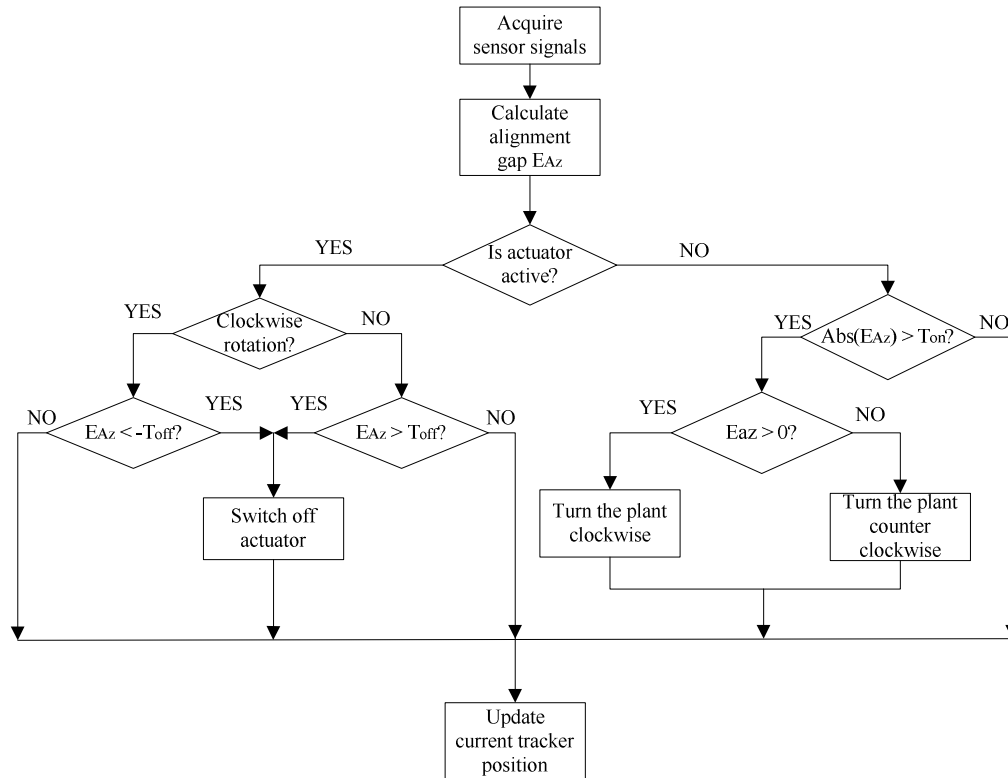 Acquire
sensor signals
Calculate
alignment
gap EAz
YES
Is actuator
active?
NO
YES
Clockwise
rotation?
NO
YES
Abs(EAz) > Ton?
NO
NO
EAz < -Toff?
YES
YES
EAz > Toff?
NO
YES
Eaz > 0?
NO
Switch off
actuator
Turn the plant
clockwise
Turn the plant
counter
clockwise
Update
current tracker
position